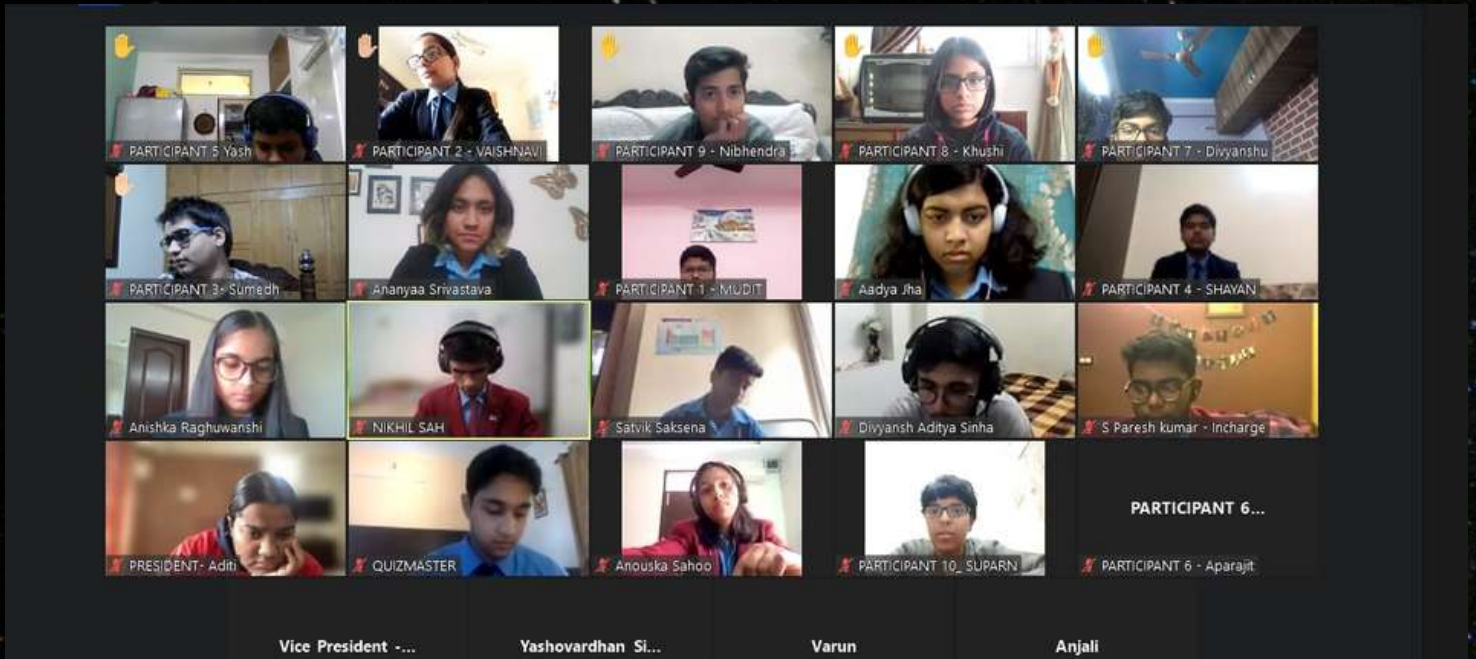 PARTICIPANT 5 Yash
PARTICIPANT 2 - VAISHNAVI
PARTICIPANT 9 - Nibhendra
PARTICIPANT 8 - Khushi
PARTICIPANT 7 - Divyanshu
PARTICIPANT 3- Sumedh
Ananyaa Srivastava
PARTICIPANT 1 - MUDIT
Aadya Jha
PARTICIPANT 4 - SHAYAN
Anishka Raghuwanshi
NIKHIL SAH
Satvik Saksena
Divyansh Aditya Sinha
S Paresh kumar - Incharge
PARTICIPANT 6...
PRESIDENT- Aditi
QUIZMASTER
Anouska Sahoo
PARTICIPANT 10_ SUPARN
PARTICIPANT 6 - Aparajit
Vice President -...
Yashovardhan Si...
Varun
Anjali